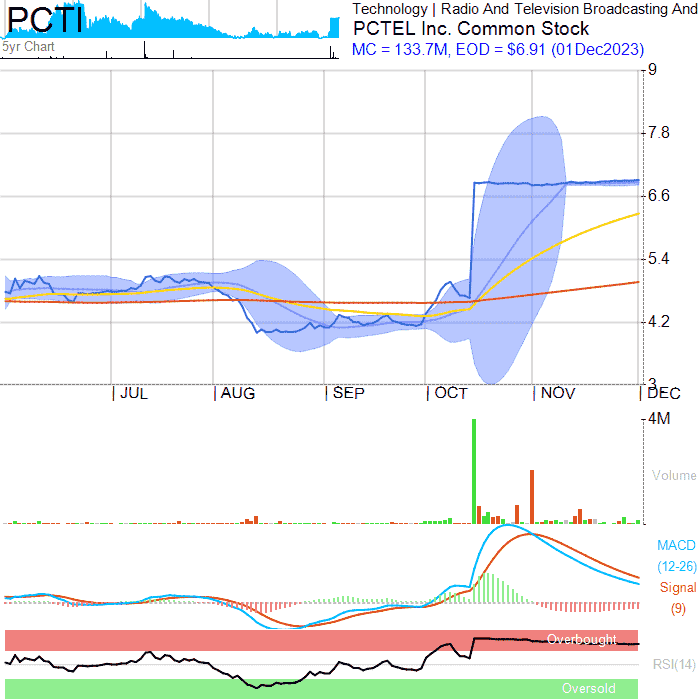 PCTI
5yr Chart
Technology | Radio And Television Broadcasting And
PCTEL Inc. Common Stock
MC = 133.7M, EOD = $6.91 (01Dec2023)
9
7.8
6.6
5.4
4.2
3
JUL AUG SEP OCT NOV DEC
4M
Volume
MACD
(12-26)
Signal
(9)
Overbought
RSI(14)
Oversold